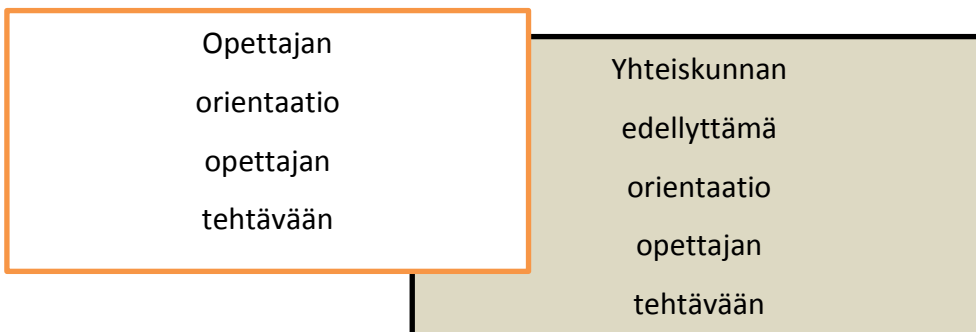 Opettajan
orientaatio
opettajan
tehtävään
Yhteiskunnan
edellyttämä
orientaatio
opettajan
tehtävään